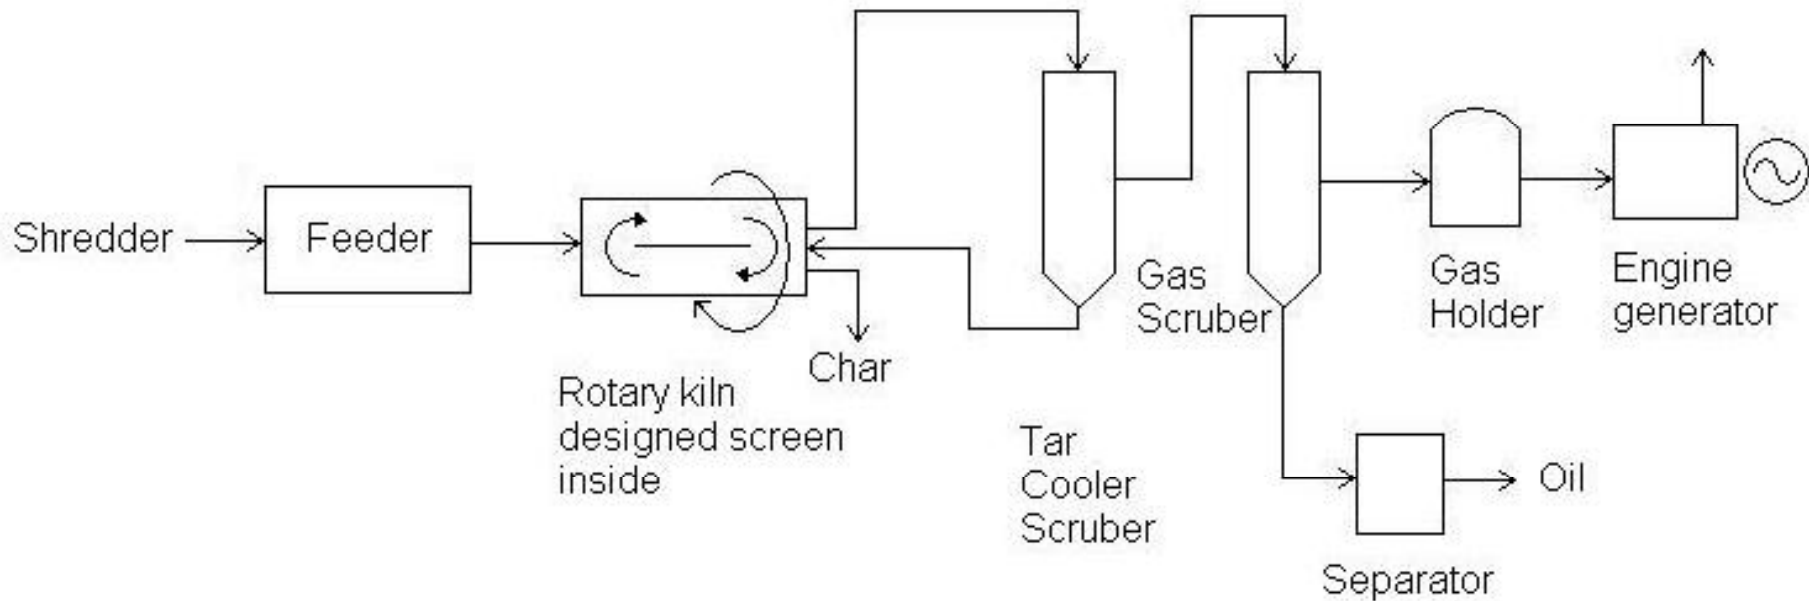 Shredder
Feeder
Rotary kiln
designed screen
inside
Char
Tar
Cooler
Scruber
Gas
Scruber
Gas
Holder
Engine
generator
Separator
Oil